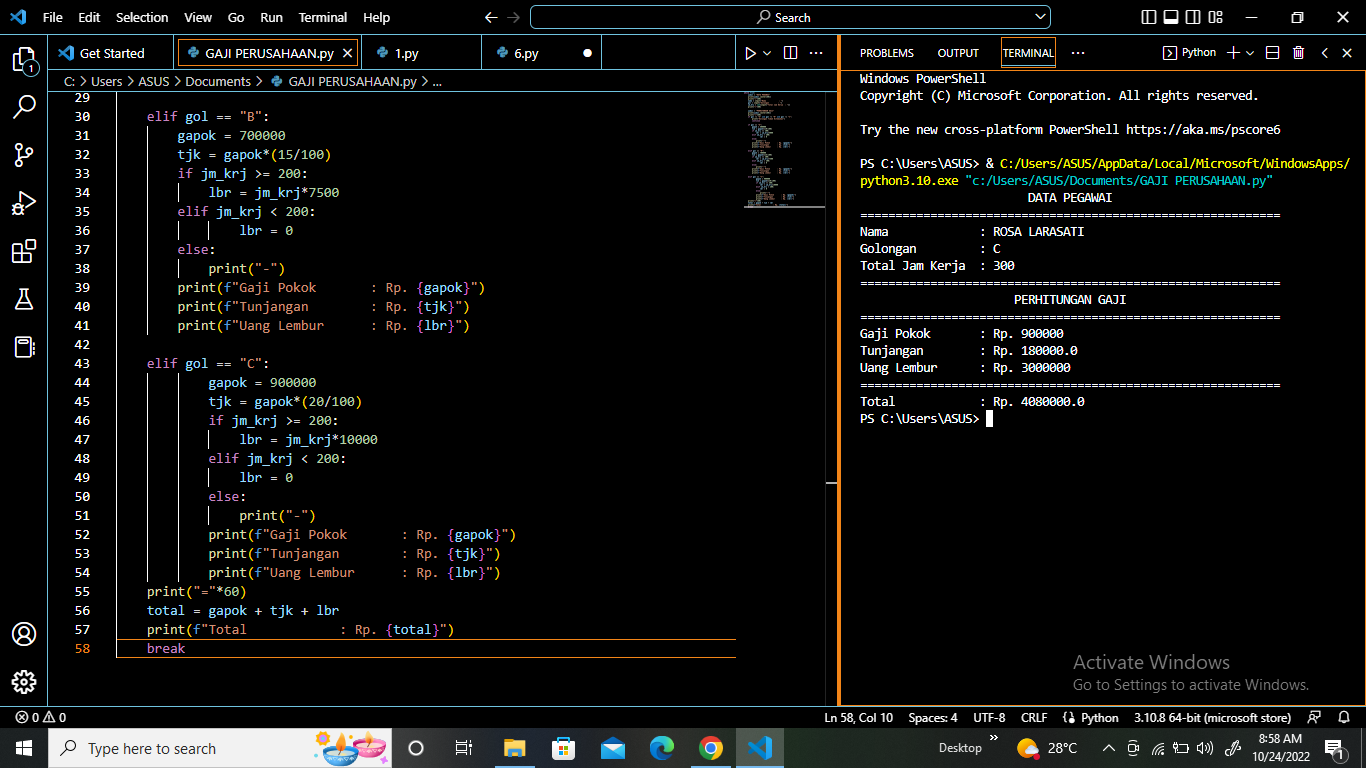 File Edit Selection View Go Run Terminal Help
Search
Get Started
GAJI PERUSAHAAN.py
1.py
6.py
C: > Users > ASUS > Documents > GAJI PERUSAHAAN.py > ...
29
30 elif gol == "B":
31 gapok = 700000
32 tjk = gapok*(15/100)
33 if jm_krj >= 200:
34 lbr = jm_krj*7500
35 elif jm_krj < 200:
36 lbr = 0
37 else:
38 print("-")
39 print(f"Gaji Pokok       : Rp. {gapok}")
40 print(f"Tunjangan        : Rp. {tjk}")
41 print(f"Uang Lembur      : Rp. {lbr}")
42
43 elif gol == "C":
44 gapok = 900000
45 tjk = gapok*(20/100)
46 if jm_krj >= 200:
47 lbr = jm_krj*10000
48 elif jm_krj < 200:
49 lbr = 0
50 else:
51 print("-")
52 print(f"Gaji Pokok       : Rp. {gapok}")
53 print(f"Tunjangan        : Rp. {tjk}")
54 print(f"Uang Lembur      : Rp. {lbr}")
55 print("="*60)
56 total = gapok + tjk + lbr
57 print(f"Total            : Rp. {total}")
58 break
PROBLEMS OUTPUT TERMINAL ... Python
Windows PowerShell
Copyright (C) Microsoft Corporation. All rights reserved.
Try the new cross-platform PowerShell https://aka.ms/pscore6
PS C:\Users\ASUS> & C:/Users/ASUS/AppData/Local/Microsoft/WindowsApps/
python3.10.exe "c:/Users/ASUS/Documents/GAJI PERUSAHAAN.py"
DATA PEGAWAI
============================================================
Nama             : ROSA LARASATI
Golongan         : C
Total Jam Kerja  : 300
============================================================
PERHITUNGAN GAJI
============================================================
Gaji Pokok       : Rp. 900000
Tunjangan        : Rp. 180000.0
Uang Lembur      : Rp. 3000000
============================================================
Total            : Rp. 4080000.0
PS C:\Users\ASUS>
Activate Windows
Go to Settings to activate Windows.
1
0 0
Ln 58, Col 10 Spaces: 4 UTF-8 CRLF Python 3.10.8 64-bit (microsoft store)
Type here to search
Desktop
28°C
8:58 AM
10/24/2022
1